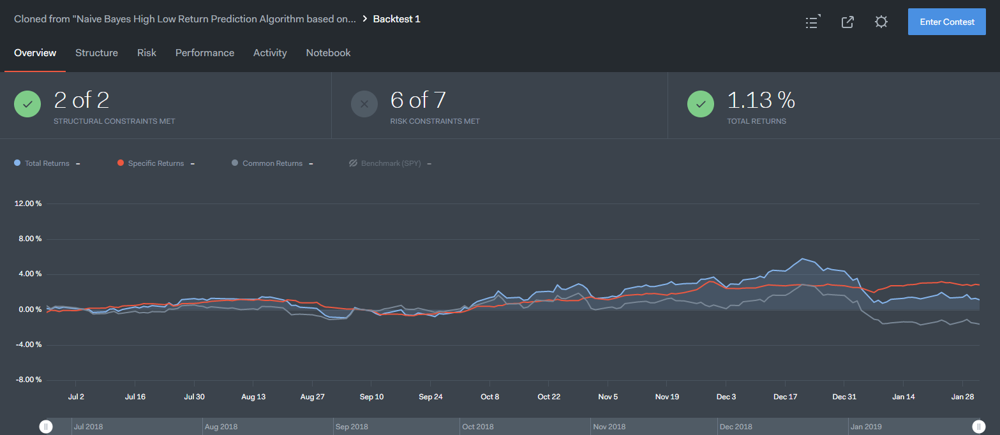 Cloned from "Naive Bayes High Low Return Prediction Algorithm based on... > Backtest 1
Enter Contest
Overview Structure Risk Performance Activity Notebook
2 of 2
STRUCTURAL CONSTRAINTS MET
6 of 7
RISK CONSTRAINTS MET
1.13 %
TOTAL RETURNS
Total Returns – Specific Returns – Common Returns – Benchmark (SPY) –
12.00 %
8.00 %
4.00 %
0.00 %
-4.00 %
-8.00 %
Jul 2 Jul 16 Jul 30 Aug 13 Aug 27 Sep 10 Sep 24 Oct 8 Oct 22 Nov 5 Nov 19 Dec 3 Dec 17 Dec 31 Jan 14 Jan 28
Jul 2018 Aug 2018 Sep 2018 Oct 2018 Nov 2018 Dec 2018 Jan 2019